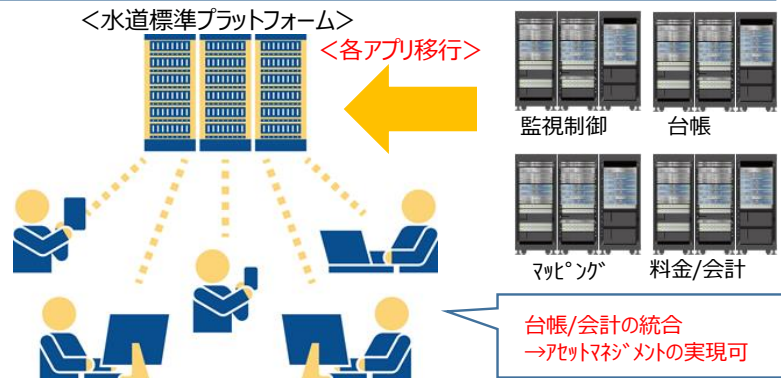 ＜水道標準プラットフォーム＞
＜各アプリ移行＞
監視制御
台帳
ﾏｯﾋﾟﾝｸﾞ
料金/会計
台帳/会計の統合
→ｱｾｯﾄﾏﾈｼﾞﾒﾝﾄの実現可